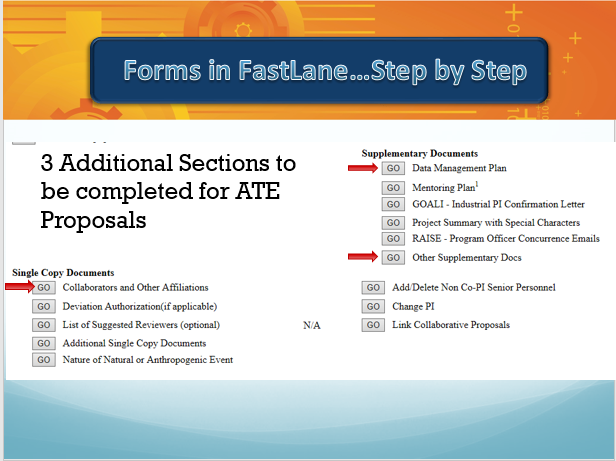 Forms in FastLane...Step by Step
3 Additional Sections to
be completed for ATE
Proposals
Supplementary Documents
GO Data Management Plan
GO Mentoring Plan¹
GO GOALI - Industrial PI Confirmation Letter
GO Project Summary with Special Characters
GO RAISE - Program Officer Concurrence Emails
GO Other Supplementary Docs
Single Copy Documents
GO Collaborators and Other Affiliations
GO Deviation Authorization(if applicable)
GO List of Suggested Reviewers (optional) N/A
GO Additional Single Copy Documents
GO Nature of Natural or Anthropogenic Event
GO Add/Delete Non Co-PI Senior Personnel
GO Change PI
GO Link Collaborative Proposals